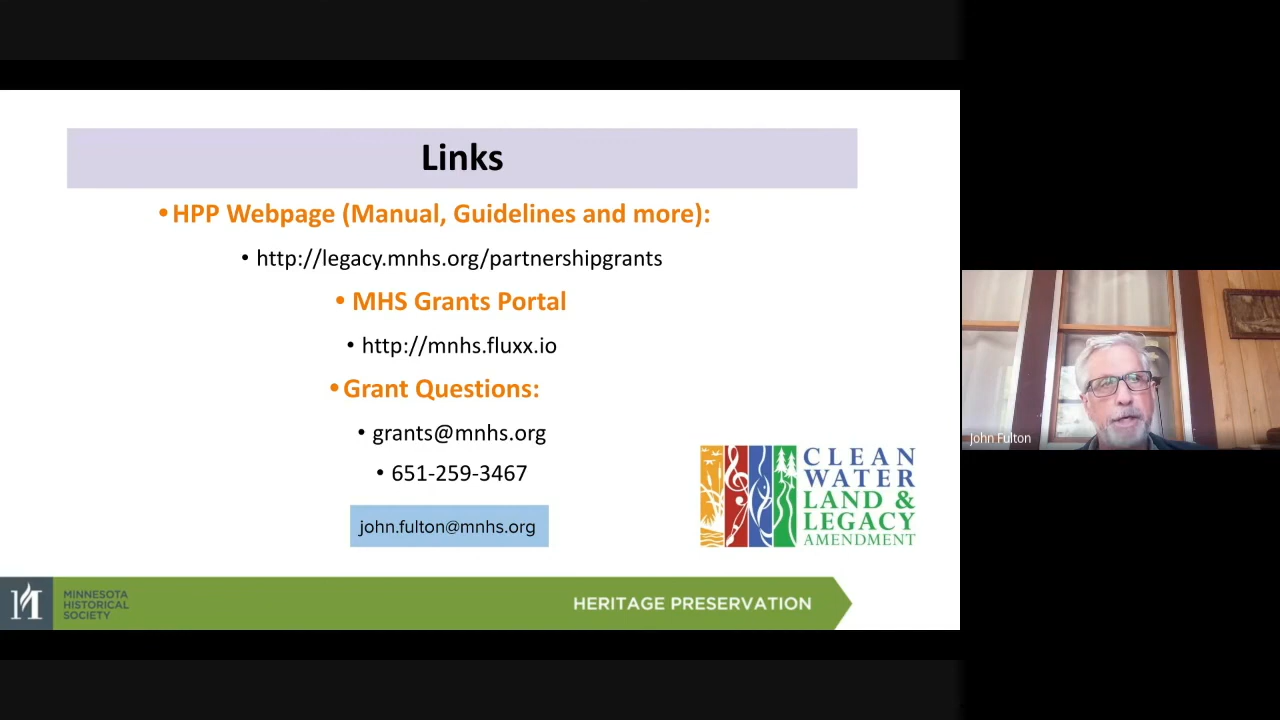 Links
•HPP Webpage (Manual, Guidelines and more):
• http://legacy.mnhs.org/partnershipgrants
• MHS Grants Portal
• http://mnhs.fluxx.io
•Grant Questions:
• grants@mnhs.org
• 651-259-3467
john.fulton@mnhs.org
CLEAN
WATER
LAND &
LEGACY
AMENDMENT
MINNESOTA
HISTORICAL
SOCIETY
HERITAGE PRESERVATION
John Fulton